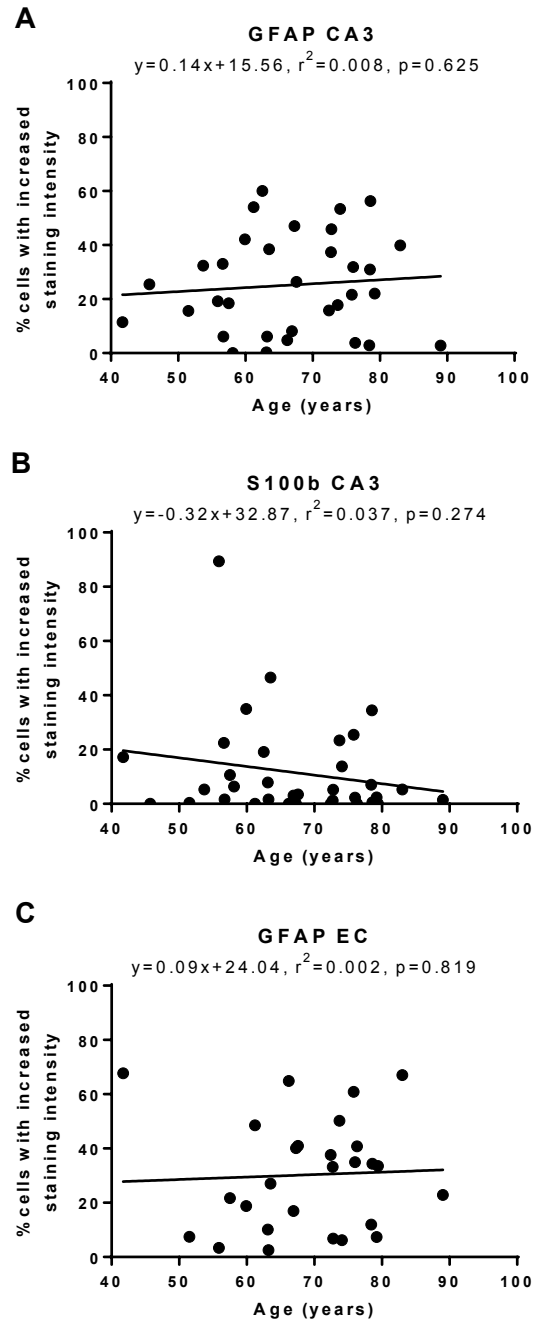 A
GFAP CA3
y=0.14x+15.56, r²=0.008, p=0.625
% cells with increased
staining intensity
100
80
60
40
20
0
40 50 60 70 80 90 100
Age (years)
B
S100b CA3
y=-0.32x+32.87, r²=0.037, p=0.274
% cells with increased
staining intensity
100
80
60
40
20
0
40 50 60 70 80 90 100
Age (years)
C
GFAP EC
y=0.09x+24.04, r²=0.002, p=0.819
% cells with increased
staining intensity
100
80
60
40
20
0
40 50 60 70 80 90 100
Age (years)